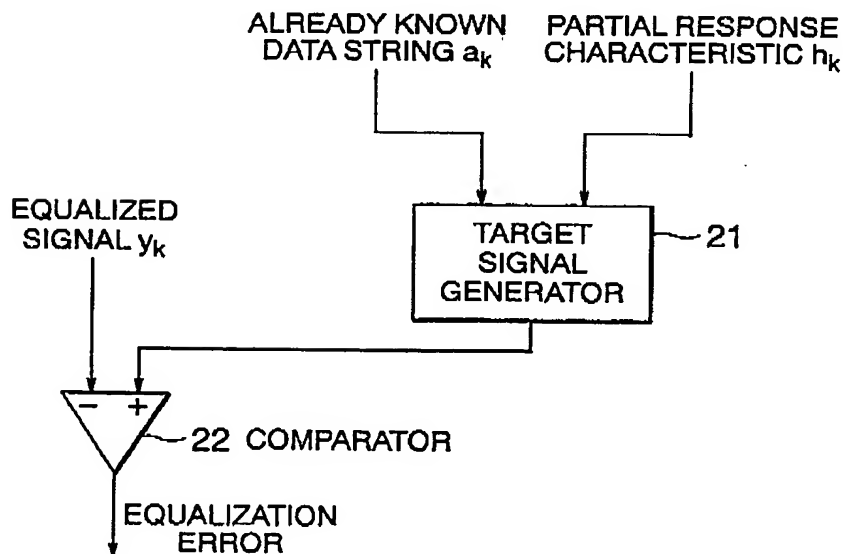 ALREADY KNOWN
DATA STRING ak
PARTIAL RESPONSE
CHARACTERISTIC hk
EQUALIZED
SIGNAL yk
TARGET
SIGNAL
GENERATOR
21
- +
22 COMPARATOR
EQUALIZATION
ERROR